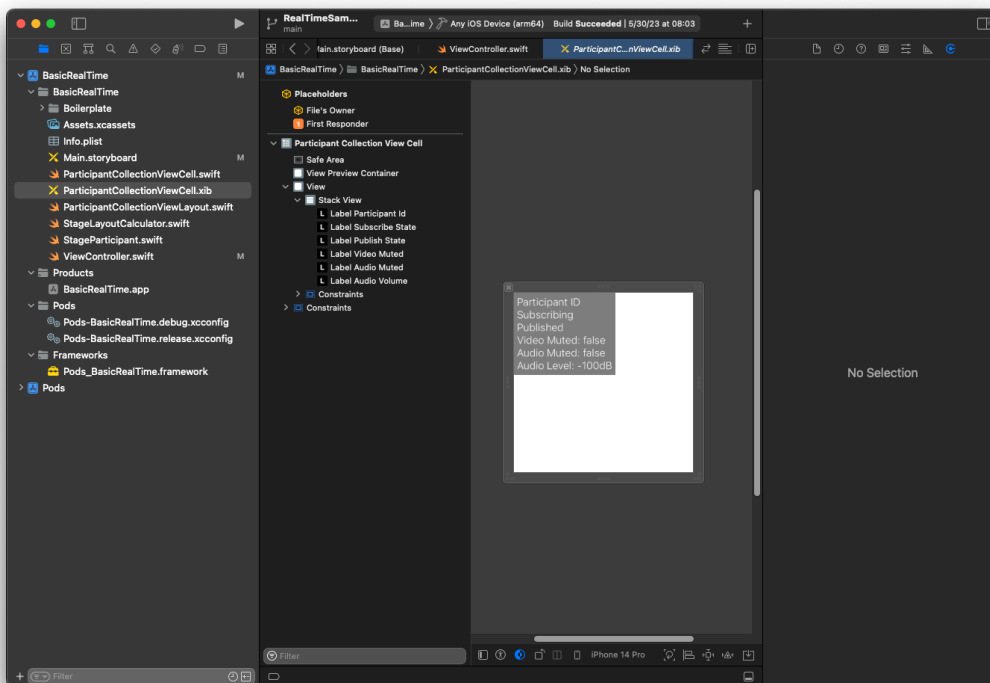 RealTimeSam...
main
Ba...ime 〉 Any iOS Device (arm64) Build Succeeded | 5/30/23 at 08:03
BasicRealTime M
BasicRealTime
Boilerplate
Assets.xcassets
Info.plist
Main.storyboard M
ParticipantCollectionViewCell.swift
ParticipantCollectionViewCell.xib
ParticipantCollectionViewLayout.swift
StageLayoutCalculator.swift
StageParticipant.swift
ViewController.swift M
Products
BasicRealTime.app
Pods
Pods-BasicRealTime.debug.xcconfig
Pods-BasicRealTime.release.xcconfig
Frameworks
Pods_BasicRealTime.framework
Pods
Filter
Main.storyboard (Base) ViewController.swift ParticipantC...nViewCell.xib
BasicRealTime 〉 BasicRealTime 〉 ParticipantCollectionViewCell.xib 〉 No Selection
Placeholders
File's Owner
First Responder
Participant Collection View Cell
Safe Area
View Preview Container
View
Stack View
L Label Participant Id
L Label Subscribe State
L Label Publish State
L Label Video Muted
L Label Audio Muted
L Label Audio Volume
Constraints
Constraints
Filter
Participant ID
Subscribing
Published
Video Muted: false
Audio Muted: false
Audio Level: -100dB
iPhone 14 Pro
No Selection